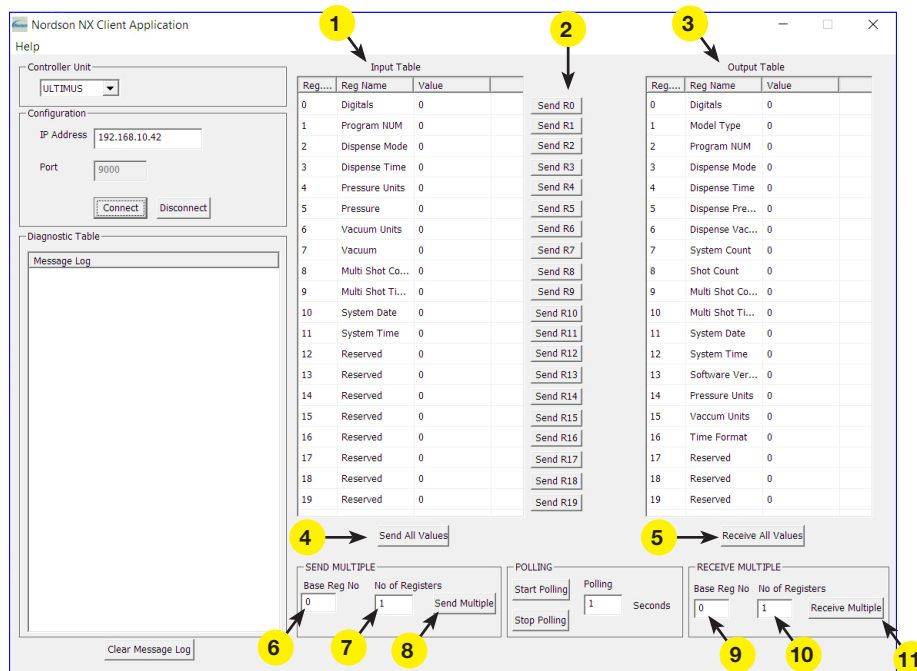 Nordson NX Client Application
Help
1
2
3
Controller Unit
ULTIMUS
Configuration
IP Address 192.168.10.42
Port 9000
Connect Disconnect
Diagnostic Table
Message Log
Clear Message Log
Input Table
Reg.... Reg Name Value
0 Digitals 0 Send R0
1 Program NUM 0 Send R1
2 Dispense Mode 0 Send R2
3 Dispense Time 0 Send R3
4 Pressure Units 0 Send R4
5 Pressure 0 Send R5
6 Vacuum Units 0 Send R6
7 Vacuum 0 Send R7
8 Multi Shot Co... 0 Send R8
9 Multi Shot Ti... 0 Send R9
10 System Date 0 Send R10
11 System Time 0 Send R11
12 Reserved 0 Send R12
13 Reserved 0 Send R13
14 Reserved 0 Send R14
15 Reserved 0 Send R15
16 Reserved 0 Send R16
17 Reserved 0 Send R17
18 Reserved 0 Send R18
19 Reserved 0 Send R19
Output Table
Reg.... Reg Name Value
0 Digitals 0
1 Model Type 0
2 Program NUM 0
3 Dispense Mode 0
4 Dispense Time 0
5 Dispense Pre... 0
6 Dispense Vac... 0
7 System Count 0
8 Shot Count 0
9 Multi Shot Co... 0
10 Multi Shot Ti... 0
11 System Date 0
12 System Time 0
13 Software Ver... 0
14 Pressure Units 0
15 Vaccum Units 0
16 Time Format 0
17 Reserved 0
18 Reserved 0
19 Reserved 0
4 Send All Values
5 Receive All Values
SEND MULTIPLE
Base Reg No No of Registers
0 1 Send Multiple
6 7 8
POLLING
Start Polling Polling
1 Seconds
Stop Polling
RECEIVE MULTIPLE
Base Reg No No of Registers
0 1 Receive Multiple
9 10 11